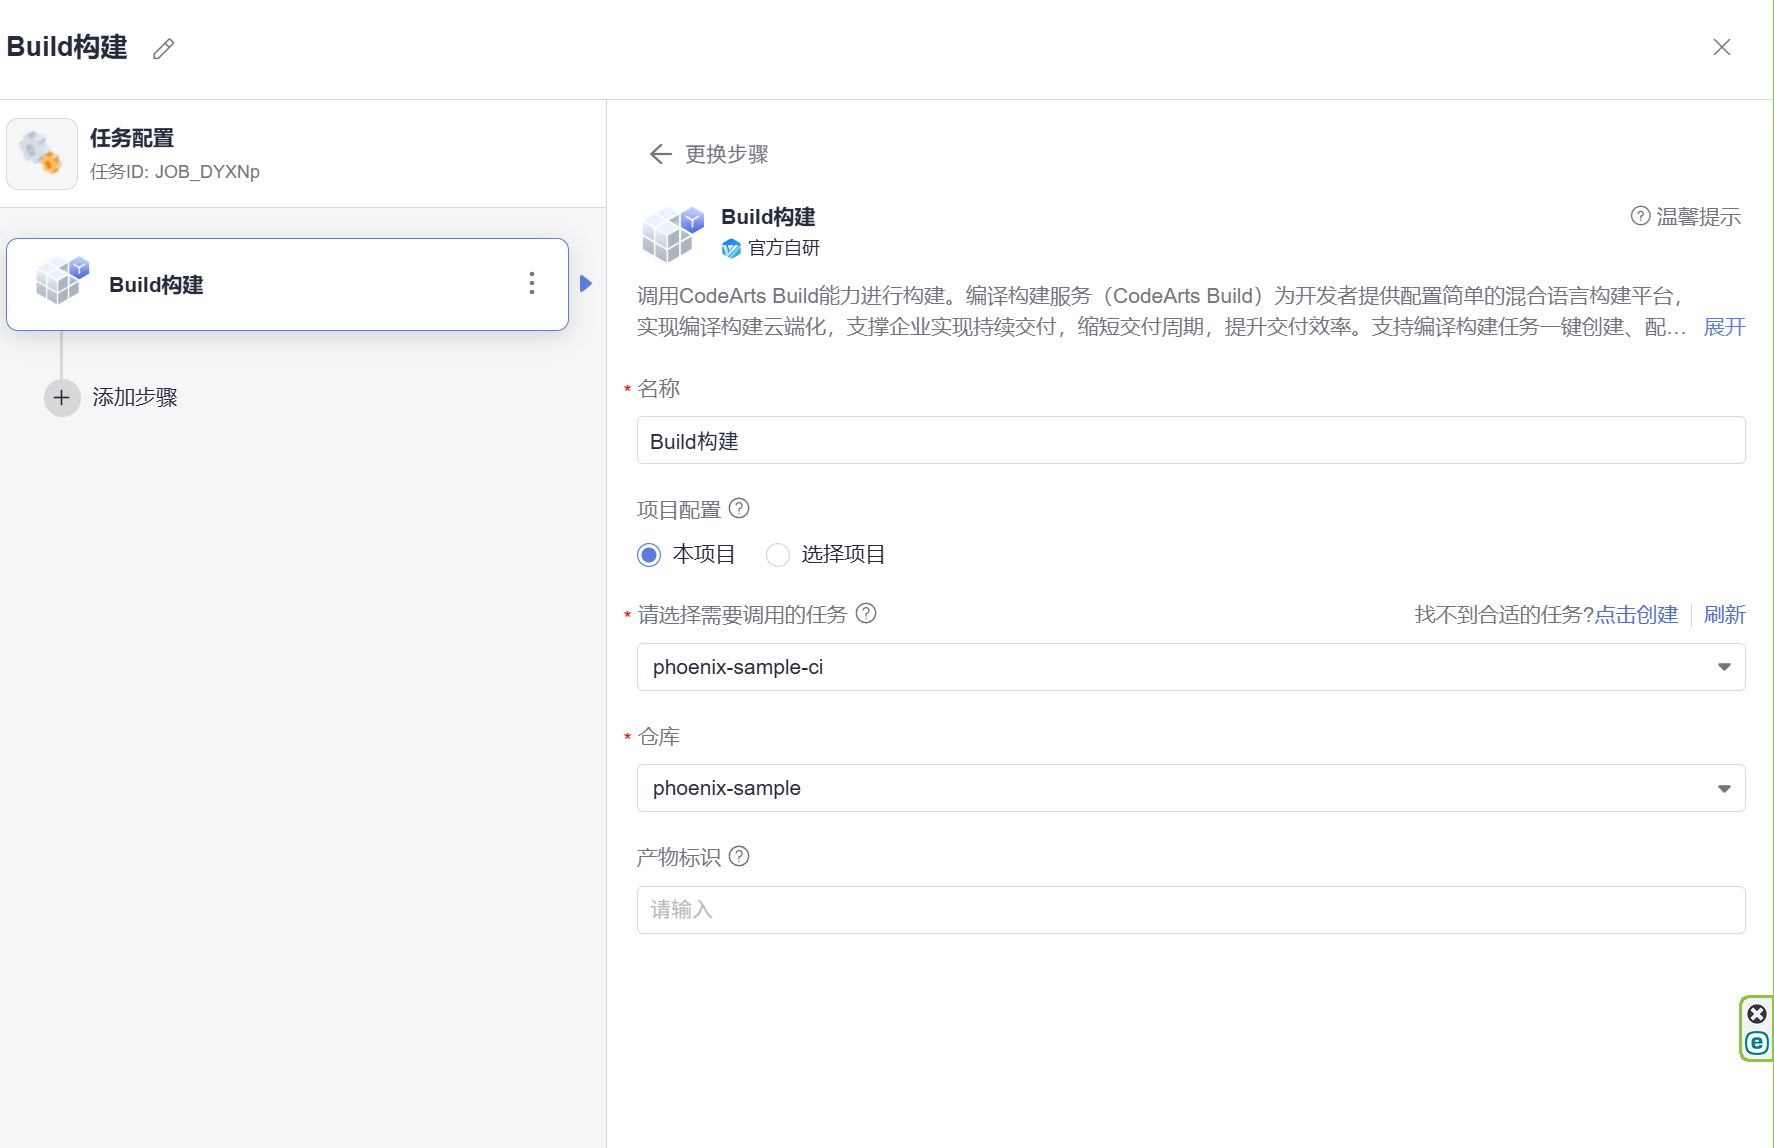 Build构建
任务配置
任务ID: JOB_DYXNp
Build构建
添加步骤
更换步骤
Build构建
官方自研
温馨提示
调用CodeArts Build能力进行构建。编译构建服务（CodeArts Build）为开发者提供配置简单的混合语言构建平台，
实现编译构建云端化，支撑企业实现持续交付，缩短交付周期，提升交付效率。支持编译构建任务一键创建、配... 展开
* 名称
Build构建
项目配置
本项目 选择项目
* 请选择需要调用的任务 找不到合适的任务?点击创建 刷新
phoenix-sample-ci
* 仓库
phoenix-sample
产物标识
请输入